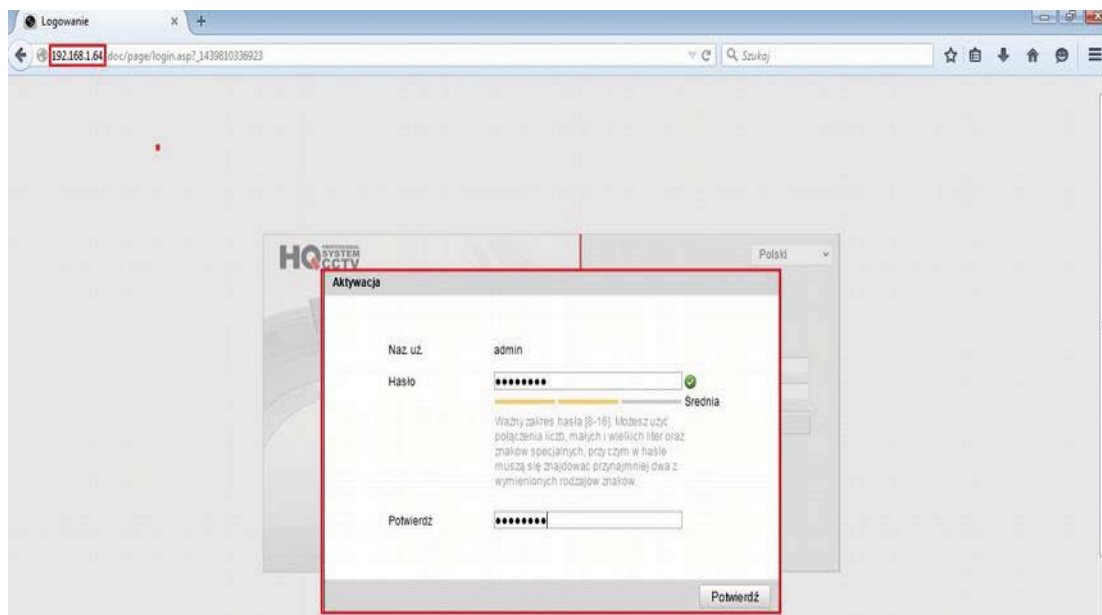 Logowanie
192.168.1.64/doc/page/login.asp?_1439810336923
Szukaj
HQ PROFESSIONAL SYSTEM CCTV
Polski
Aktywacja
Naz. uż. admin
Hasło ••••••••
Średnia
Ważny zakres hasła [8-16]. Możesz użyć
połączenia liczb, małych i wielkich liter oraz
znaków specjalnych, przy czym w haśle
muszą się znajdować przynajmniej dwa z
wymienionych rodzajów znaków.
Potwierdź ••••••••
Potwierdź